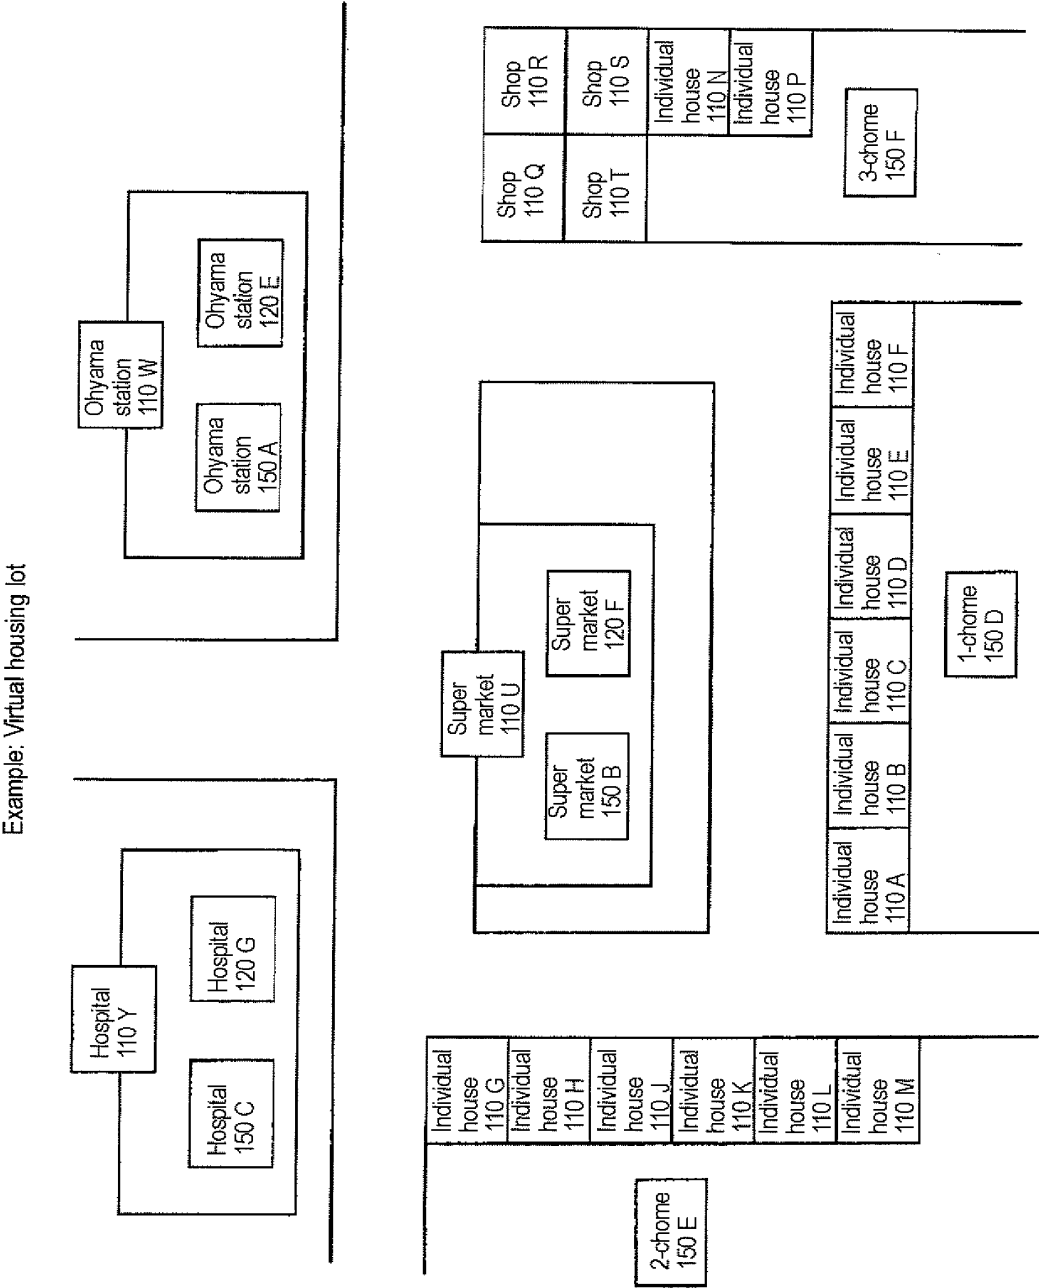 Example: Virtual housing lot
Hospital
110 Y
Hospital
150 C
Hospital
120 G
Ohyama
station
110 W
Ohyama
station
150 A
Ohyama
station
120 E
2-chome
150 E
Individual
house
110 G
Individual
house
110 H
Individual
house
110 J
Individual
house
110 K
Individual
house
110 L
Individual
house
110 M
Super
market
110 U
Super
market
150 B
Super
market
120 F
Shop
110 Q
Shop
110 R
Shop
110 T
Shop
110 S
Individual
house
110 N
Individual
house
110 P
3-chome
150 F
Individual
house
110 A
Individual
house
110 B
Individual
house
110 C
Individual
house
110 D
Individual
house
110 E
Individual
house
110 F
1-chome
150 D